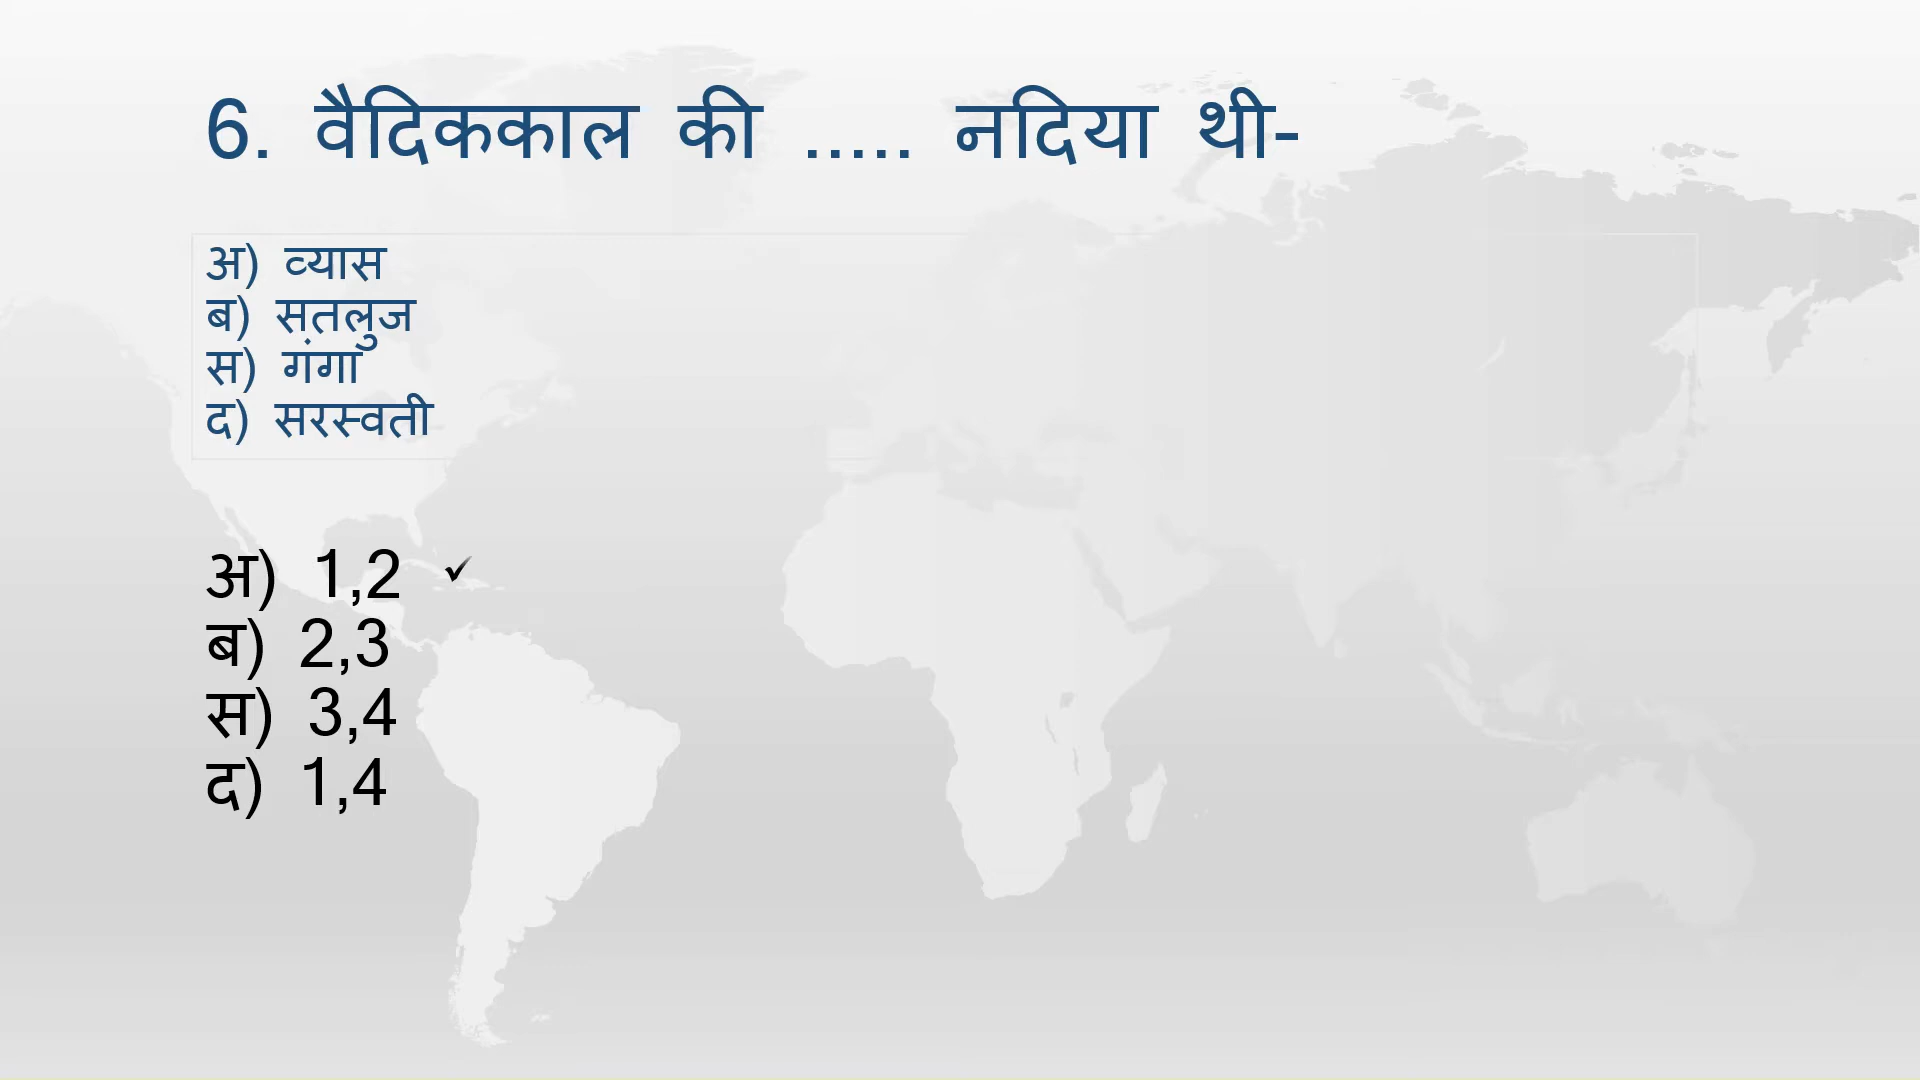 6. वैदिककाल की ..... नदिया थी-
अ) व्यास
ब) सतलुज
स) गंगा
द) सरस्वती
अ) 1,2 ✓
ब) 2,3
स) 3,4
द) 1,4